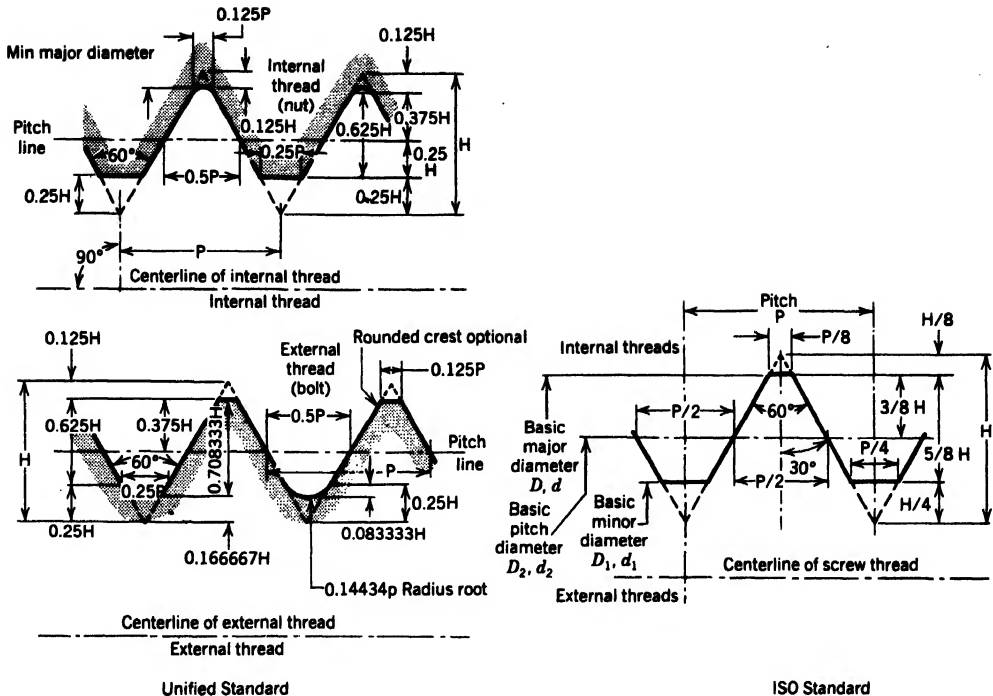 0.125P
Min major diameter
0.125H
Internal
thread
(nut)
0.375H
0.125H
0.625H
H
Pitch
line
60°
0.25P
0.25
H
0.5P
0.25H
0.25H
P
90°
Centerline of internal thread
Internal thread
0.125H
Rounded crest optional
External
thread
(bolt)
0.125P
0.5P
0.625H
0.375H
0.708333H
H
Pitch
line
60°
P
0.25P
0.25H
0.25H
0.083333H
0.166667H
0.14434p Radius root
Centerline of external thread
External thread
Unified Standard
Pitch
P
H/8
P/8
Internal threads
H
60°
3/8 H
P/2
Basic
major
diameter
D, d
P/4
5/8 H
30°
P/2
H/4
Basic
pitch
diameter
D₂, d₂
Basic
minor
diameter
D₁, d₁
Centerline of screw thread
External threads
ISO Standard